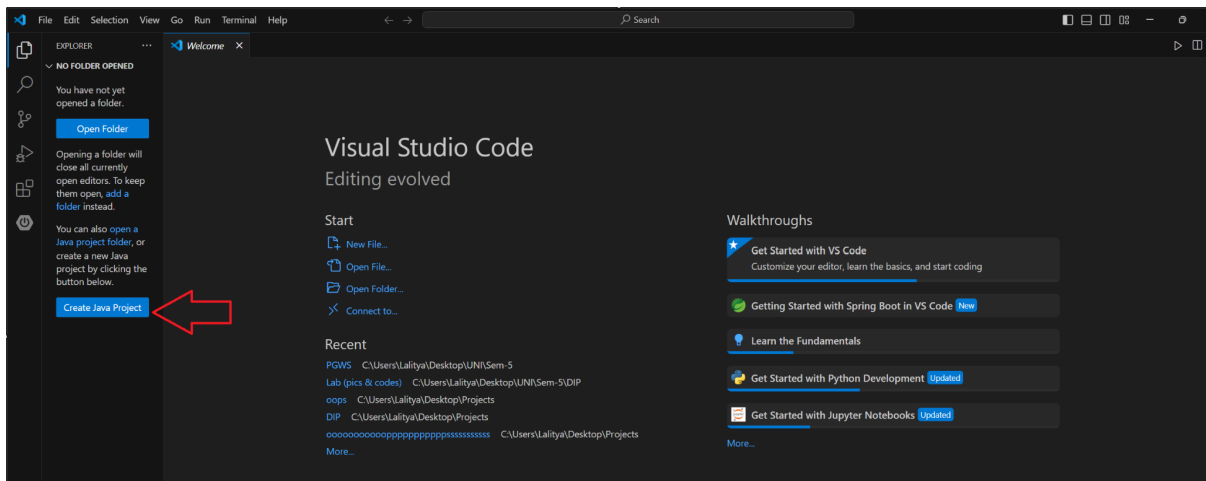 File Edit Selection View Go Run Terminal Help
Search
EXPLORER
Welcome
NO FOLDER OPENED
You have not yet
opened a folder.
Open Folder
Opening a folder will
close all currently
open editors. To keep
them open, add a
folder instead.
You can also open a
Java project folder, or
create a new Java
project by clicking the
button below.
Create Java Project
Visual Studio Code
Editing evolved
Start
New File...
Open File...
Open Folder...
Connect to...
Recent
PGWS C:\Users\Lalitya\Desktop\UNI\Sem-5
Lab (pics & codes) C:\Users\Lalitya\Desktop\UNI\Sem-5\DIP
oops C:\Users\Lalitya\Desktop\Projects
DIP C:\Users\Lalitya\Desktop\Projects
C:\Users\Lalitya\Desktop\Projects
More...
Walkthroughs
Get Started with VS Code
Customize your editor, learn the basics, and start coding
Getting Started with Spring Boot in VS Code New
Learn the Fundamentals
Get Started with Python Development Updated
Get Started with Jupyter Notebooks Updated
More...